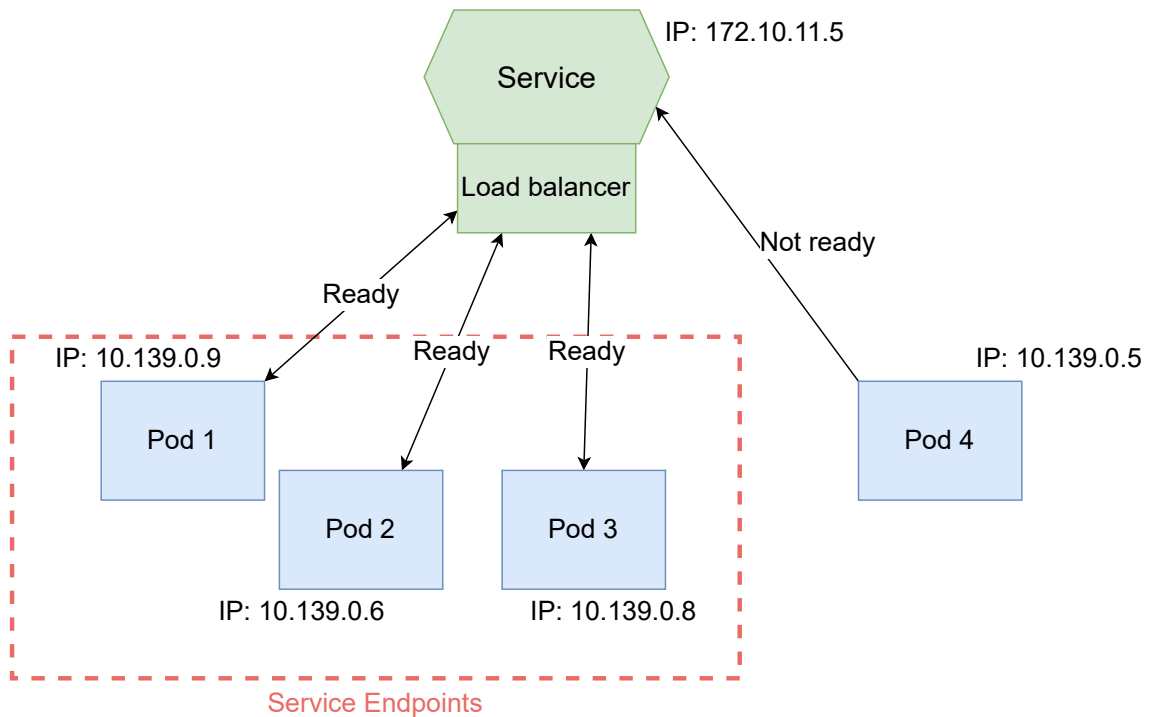 IP: 172.10.11.5
Service
Load balancer
Not ready
Ready
Ready
Ready
IP: 10.139.0.9
IP: 10.139.0.5
Pod 1
Pod 4
Pod 2
Pod 3
IP: 10.139.0.6
IP: 10.139.0.8
Service Endpoints